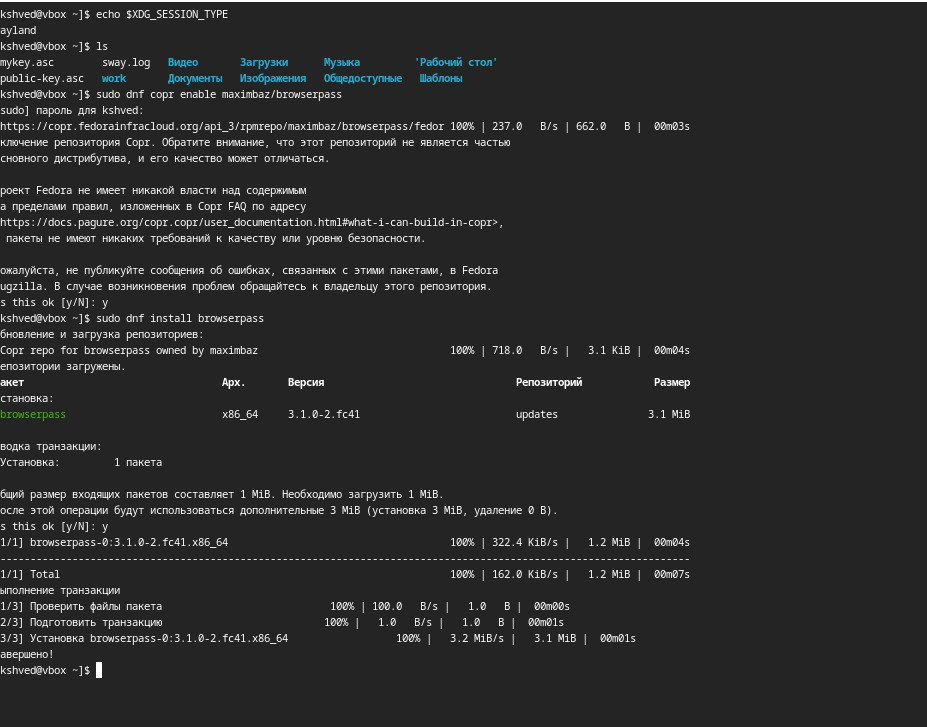 kshved@vbox ~]$ echo $XDG_SESSION_TYPE
ayland
kshved@vbox ~]$ ls
mykey.asc sway.log Видео Загрузки Музыка 'Рабочий стол'
public-key.asc work Документы Изображения Общедоступные Шаблоны
kshved@vbox ~]$ sudo dnf copr enable maximbaz/browserpass
sudo] пароль для kshved:
https://copr.fedorainfracloud.org/api_3/rpmrepo/maximbaz/browserpass/fedor 100% | 237.0 B/s | 662.0 B | 00m03s
ключение репозитория Copr. Обратите внимание, что этот репозиторий не является частью
сновного дистрибутива, и его качество может отличаться.
роект Fedora не имеет никакой власти над содержимым
а пределами правил, изложенных в Copr FAQ по адресу
https://docs.pagure.org/copr.copr/user_documentation.html#what-i-can-build-in-copr>,
пакеты не имеют никаких требований к качеству или уровню безопасности.
ожалуйста, не публикуйте сообщения об ошибках, связанных с этими пакетами, в Fedora
ugzilla. В случае возникновения проблем обращайтесь к владельцу этого репозитория.
s this ok [y/N]: y
kshved@vbox ~]$ sudo dnf install browserpass
бновление и загрузка репозиториев:
Copr repo for browserpass owned by maximbaz 100% | 718.0 B/s | 3.1 KiB | 00m04s
епозитории загружены.
акет Арх. Версия Репозиторий Размер
становка:
browserpass x86_64 3.1.0-2.fc41 updates 3.1 MiB
водка транзакции:
Установка: 1 пакета
бщий размер входящих пакетов составляет 1 MiB. Необходимо загрузить 1 MiB.
осле этой операции будут использоваться дополнительные 3 MiB (установка 3 MiB, удаление 0 B).
s this ok [y/N]: y
1/1] browserpass-0:3.1.0-2.fc41.x86_64 100% | 322.4 KiB/s | 1.2 MiB | 00m04s
--------------------------------------------------------------------------------------------------------------------
1/1] Total 100% | 162.0 KiB/s | 1.2 MiB | 00m07s
ыполнение транзакции
1/3] Проверить файлы пакета 100% | 100.0 B/s | 1.0 B | 00m00s
2/3] Подготовить транзакцию 100% | 1.0 B/s | 1.0 B | 00m01s
3/3] Установка browserpass-0:3.1.0-2.fc41.x86_64 100% | 3.2 MiB/s | 3.1 MiB | 00m01s
авершено!
kshved@vbox ~]$